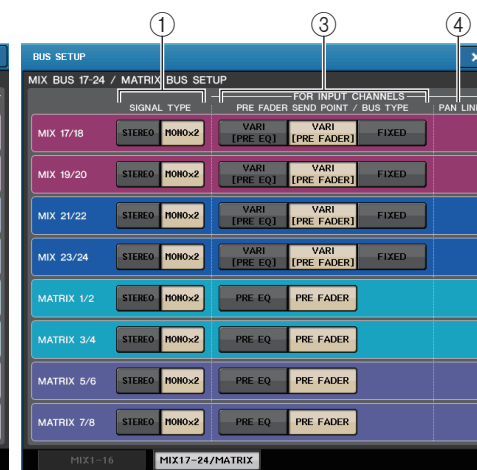 ① ③ ④
BUS SETUP ×
MIX BUS 17-24 / MATRIX BUS SETUP
FOR INPUT CHANNELS
SIGNAL TYPE PRE FADER SEND POINT / BUS TYPE PAN LIN
MIX 17/18 STEREO MONO×2 VARI [PRE EQ] VARI [PRE FADER] FIXED
MIX 19/20 STEREO MONO×2 VARI [PRE EQ] VARI [PRE FADER] FIXED
MIX 21/22 STEREO MONO×2 VARI [PRE EQ] VARI [PRE FADER] FIXED
MIX 23/24 STEREO MONO×2 VARI [PRE EQ] VARI [PRE FADER] FIXED
MATRIX 1/2 STEREO MONO×2 PRE EQ PRE FADER
MATRIX 3/4 STEREO MONO×2 PRE EQ PRE FADER
MATRIX 5/6 STEREO MONO×2 PRE EQ PRE FADER
MATRIX 7/8 STEREO MONO×2 PRE EQ PRE FADER
MIX1-16 MIX17-24/MATRIX